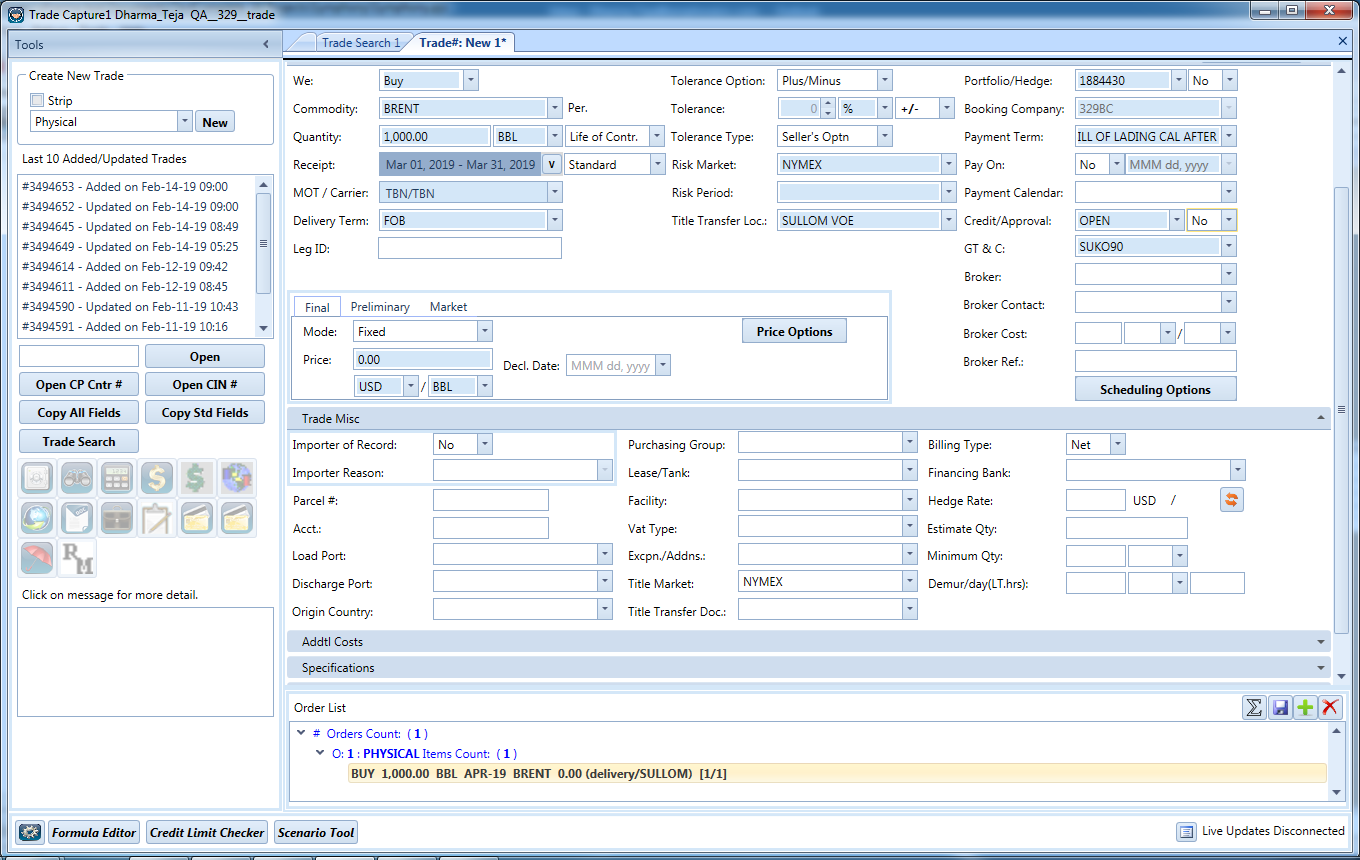 Trade Capture1 Dharma_Teja QA__329__trade
Tools
Trade Search 1
Trade#: New 1*
Create New Trade
Strip
Physical
New
Last 10 Added/Updated Trades
#3494653 - Added on Feb-14-19 09:00
#3494652 - Updated on Feb-14-19 09:00
#3494645 - Updated on Feb-14-19 08:49
#3494649 - Updated on Feb-14-19 05:25
#3494614 - Added on Feb-12-19 09:42
#3494611 - Added on Feb-12-19 08:45
#3494590 - Updated on Feb-11-19 10:43
#3494591 - Added on Feb-11-19 10:16
Open
Open CP Cntr #
Open CIN #
Copy All Fields
Copy Std Fields
Trade Search
RM
Click on message for more detail.
We: Buy Tolerance Option: Plus/Minus Portfolio/Hedge: 1884430 No
Commodity: BRENT Per. Tolerance: 0 % +/- Booking Company: 329BC
Quantity: 1,000.00 BBL Life of Contr. Tolerance Type: Seller's Optn Payment Term: ILL OF LADING CAL AFTER
Receipt: Mar 01, 2019 - Mar 31, 2019 v Standard Risk Market: NYMEX Pay On: No MMM dd, yyyy
MOT / Carrier: TBN/TBN Risk Period: Payment Calendar:
Delivery Term: FOB Title Transfer Loc.: SULLOM VOE Credit/Approval: OPEN No
Leg ID: GT & C: SUKO90
Broker:
Broker Contact:
Broker Cost: /
Broker Ref.:
Scheduling Options
Final Preliminary Market
Mode: Fixed Price Options
Price: 0.00 Decl. Date: MMM dd, yyyy
USD / BBL
Trade Misc
Importer of Record: No Purchasing Group: Billing Type: Net
Importer Reason: Lease/Tank: Financing Bank:
Parcel #: Facility: Hedge Rate: USD /
Acct.: Vat Type: Estimate Qty:
Load Port: Excpn./Addns.: Minimum Qty:
Discharge Port: Title Market: NYMEX Demur/day(LT.hrs):
Origin Country: Title Transfer Doc.:
Addtl Costs
Specifications
Order List
# Orders Count: ( 1 )
O: 1 : PHYSICAL Items Count: ( 1 )
BUY 1,000.00 BBL APR-19 BRENT 0.00 (delivery/SULLOM) [1/1]
Formula Editor
Credit Limit Checker
Scenario Tool
Live Updates Disconnected